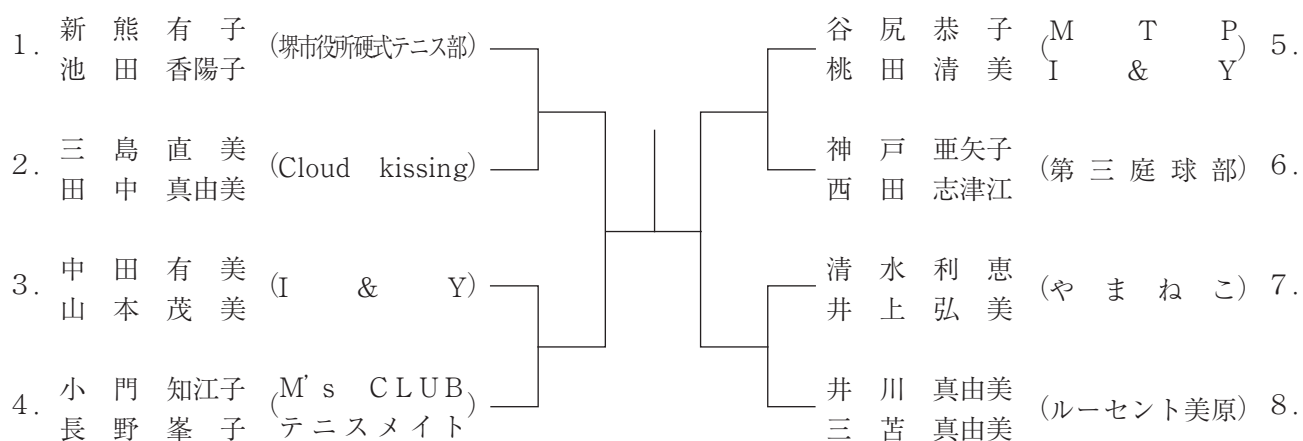 1. 新熊有子 (堺市役所硬式テニス部)
池田香陽子
2. 三島直美 (Cloud kissing)
田中真由美
3. 中田有美 (I & Y)
山本茂美
4. 小門知江子 (M's CLUB
長野峯子 テニスメイト)
谷尻恭子 (M T P 5.
桃田清美 I & Y)
神戸亜矢子 (第三庭球部) 6.
西田志津江
清水利恵 (やまねこ) 7.
井上弘美
井川真由美 (ルーセント美原) 8.
三苫真由美